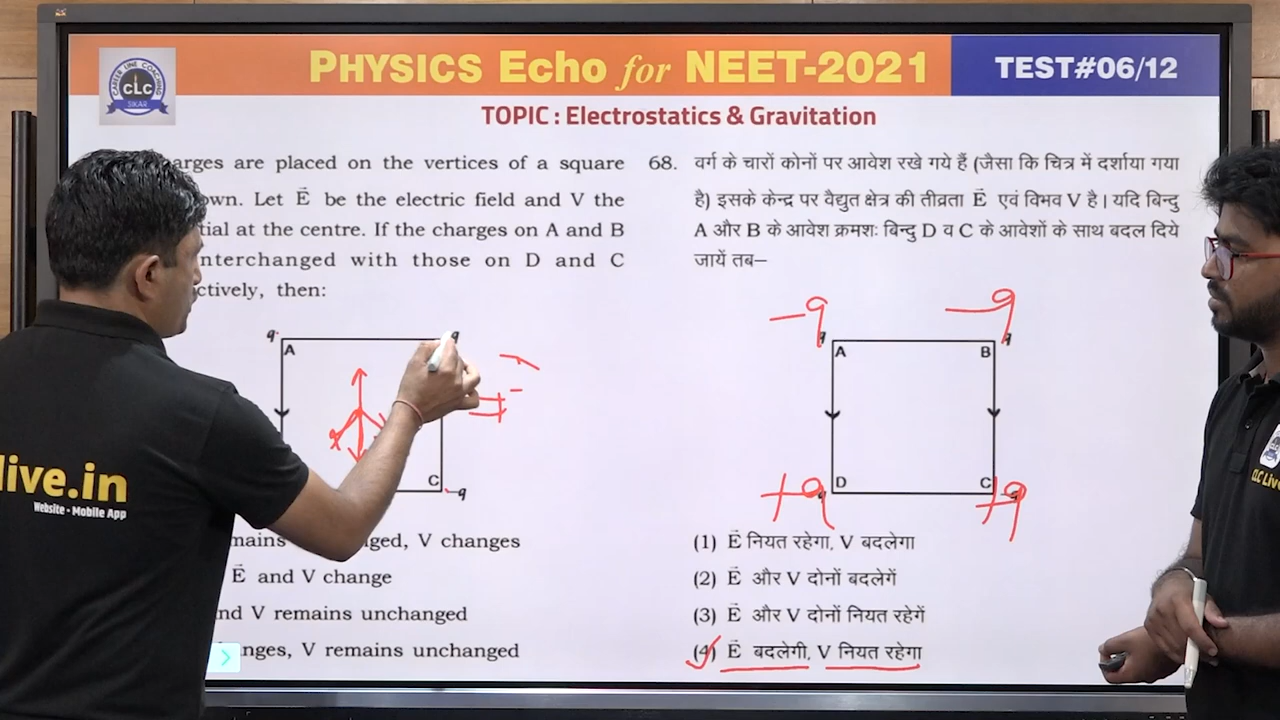 PHYSICS Echo for NEET-2021
TEST#06/12
CAREER LINE COACHING
CLC
SIKAR
TOPIC : Electrostatics & Gravitation
arges are placed on the vertices of a square
own. Let E⃗ be the electric field and V the
tial at the centre. If the charges on A and B
nterchanged with those on D and C
ctively, then:
q
q
A
C
-q
mains ged, V changes
E⃗ and V change
nd V remains unchanged
nges, V remains unchanged
68. वर्ग के चारों कोनों पर आवेश रखे गये हैं (जैसा कि चित्र में दर्शाया गया
है) इसके केन्द्र पर वैद्युत क्षेत्र की तीव्रता E⃗ एवं विभव V है। यदि बिन्दु
A और B के आवेश क्रमशः बिन्दु D व C के आवेशों के साथ बदल दिये
जायें तब–
-q -q
A B
D C
+q +q
(1) E⃗ नियत रहेगा, V बदलेगा
(2) E⃗ और V दोनों बदलेगें
(3) E⃗ और V दोनों नियत रहेगें
(4) E⃗ बदलेगी, V नियत रहेगा
live.in
Website - Mobile App
CLC Live